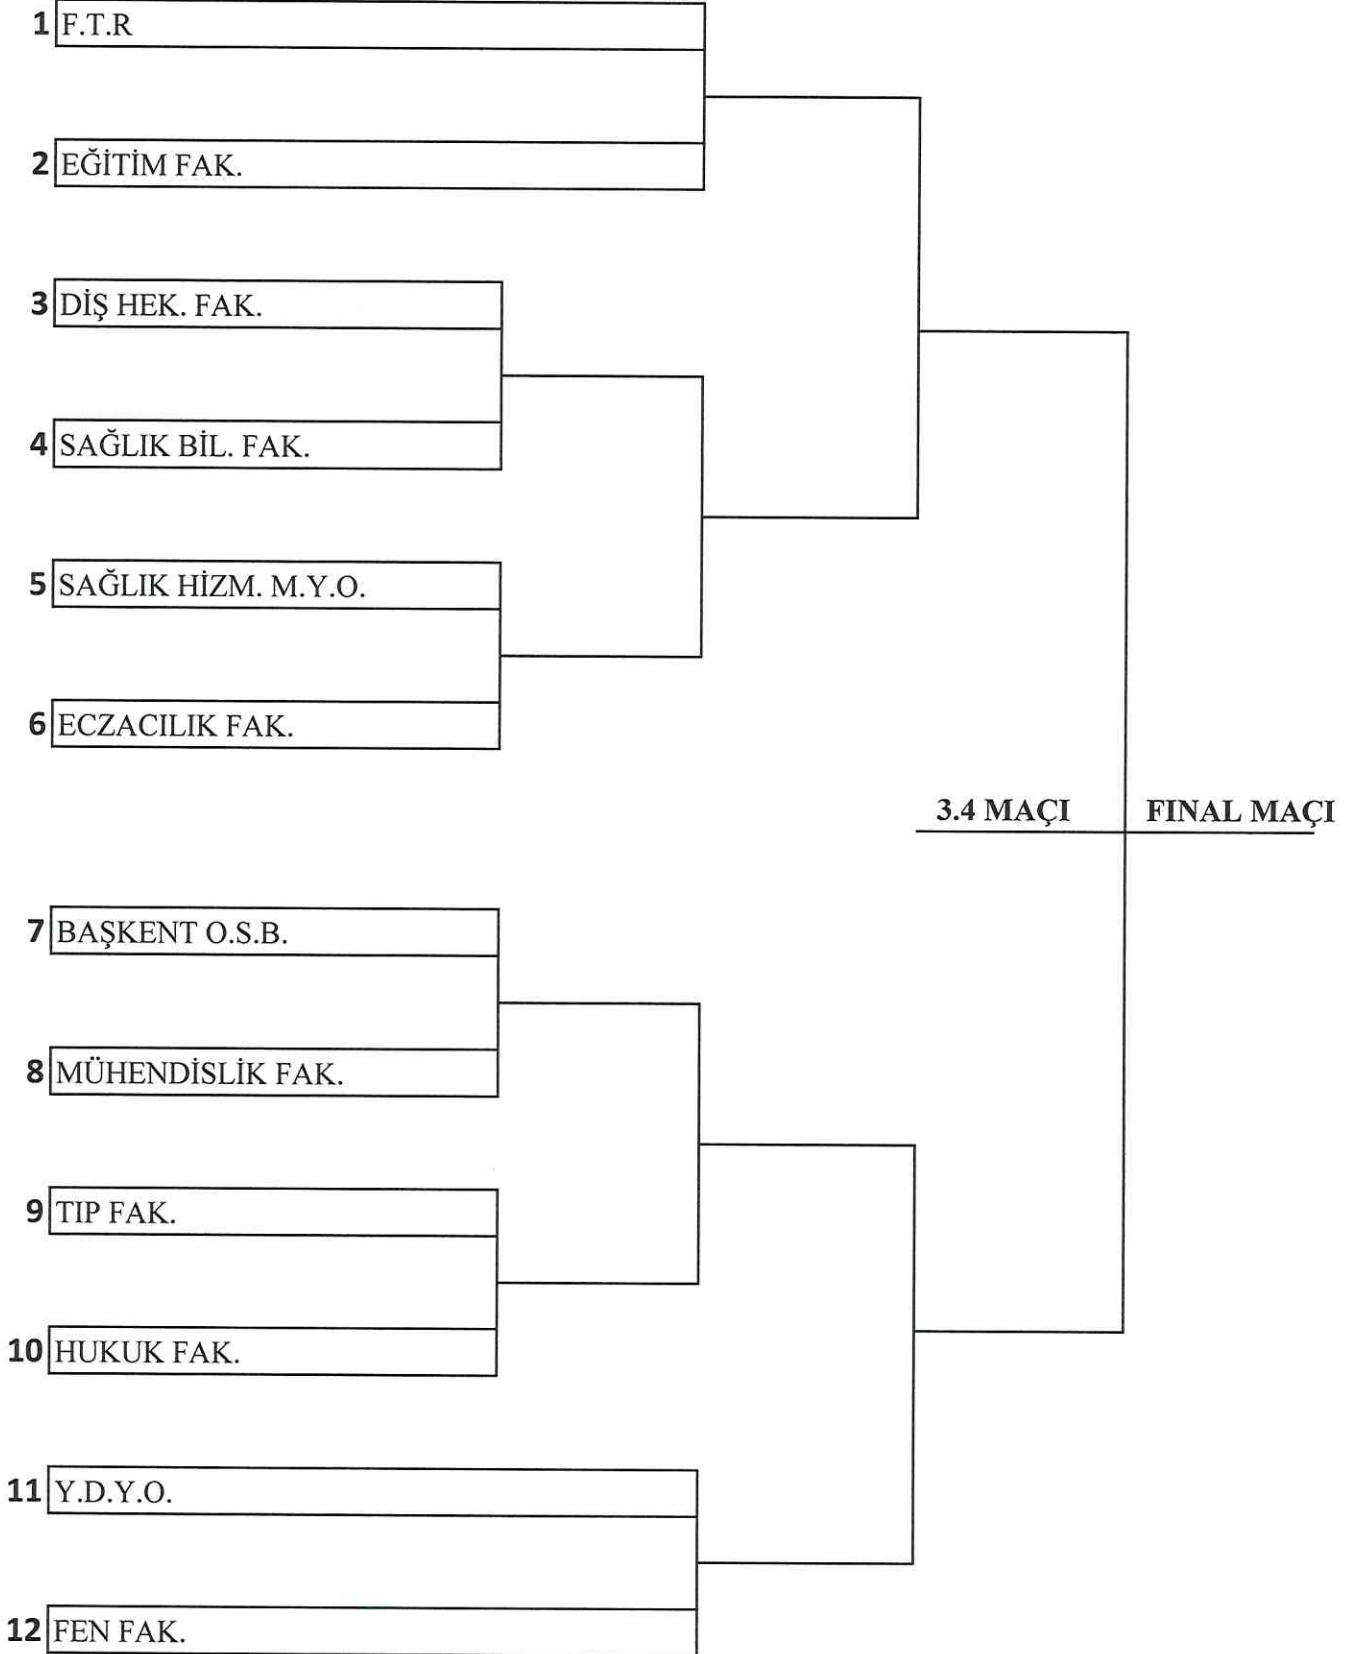 1 F.T.R
2 EĞİTİM FAK.
3 DİŞ HEK. FAK.
4 SAĞLIK BİL. FAK.
5 SAĞLIK HİZM. M.Y.O.
6 ECZACILIK FAK.
3.4 MAÇI FINAL MAÇI
7 BAŞKENT O.S.B.
8 MÜHENDİSLİK FAK.
9 TIP FAK.
10 HUKUK FAK.
11 Y.D.Y.O.
12 FEN FAK.